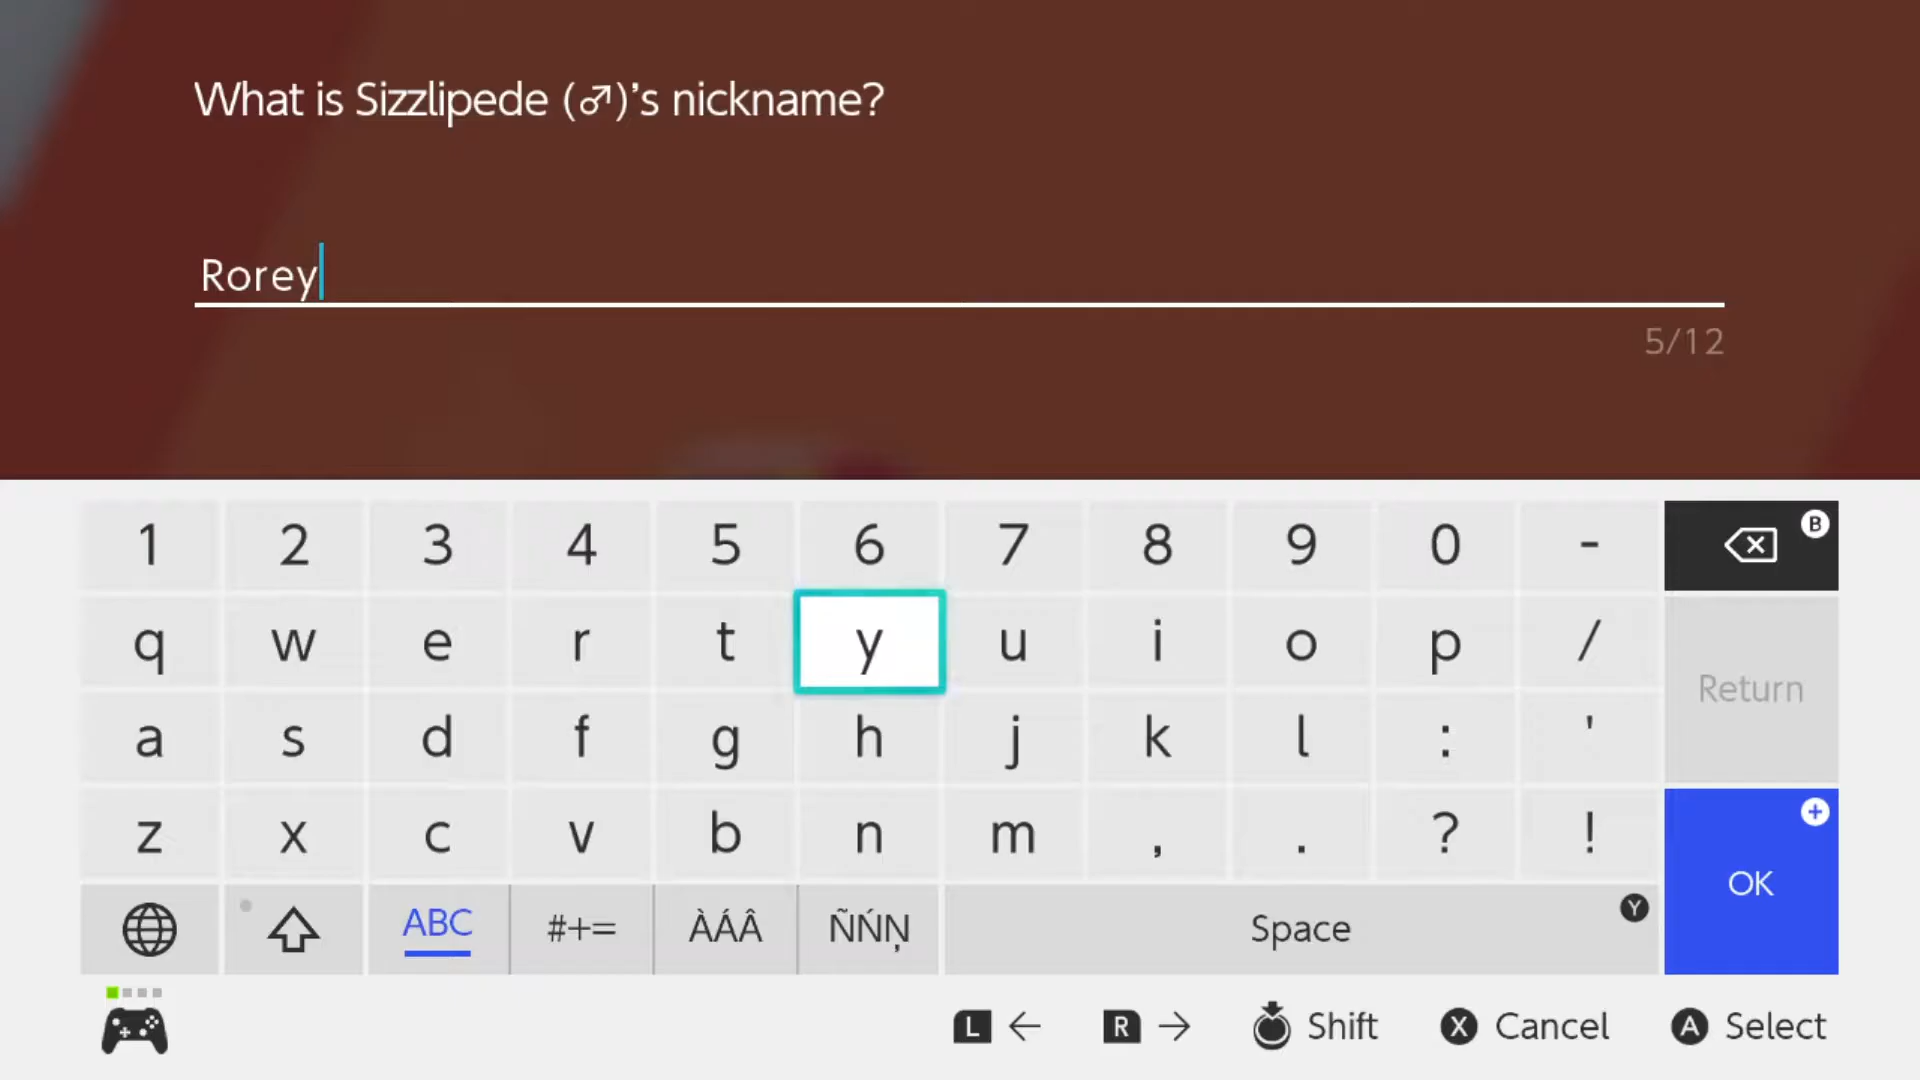 What is Sizzlipede (♂)'s nickname?
Rorey
5/12
1 2 3 4 5 6 7 8 9 0 - B
q w e r t y u i o p /
Return
a s d f g h j k l : '
z x c v b n m , . ? ! +
OK
ABC #+= ÀÁÂ ÑŃŅ Space Y
L ← R → Shift X Cancel A Select